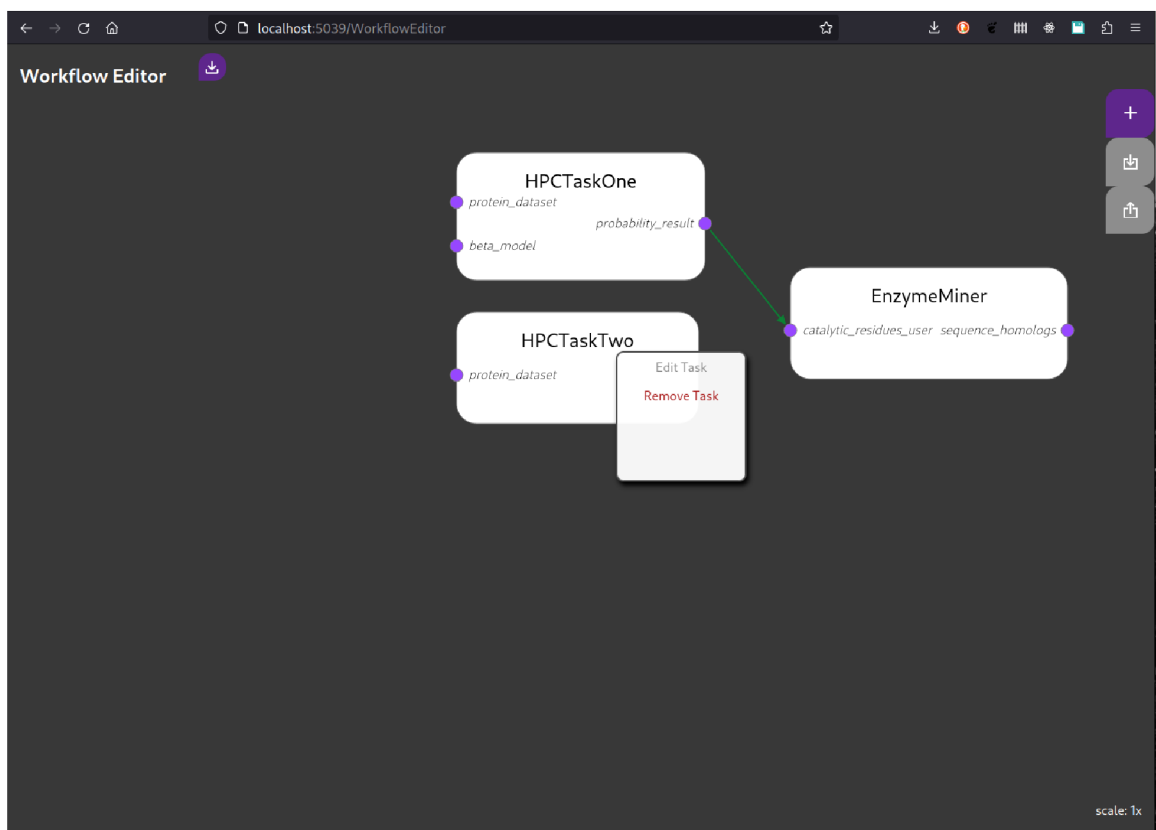 localhost:5039/WorkflowEditor
Workflow Editor
+
HPCTaskOne
protein_dataset
probability_result
beta_model
EnzymeMiner
catalytic_residues_user sequence_homologs
HPCTaskTwo
protein_dataset
Edit Task
Remove Task
scale: 1x